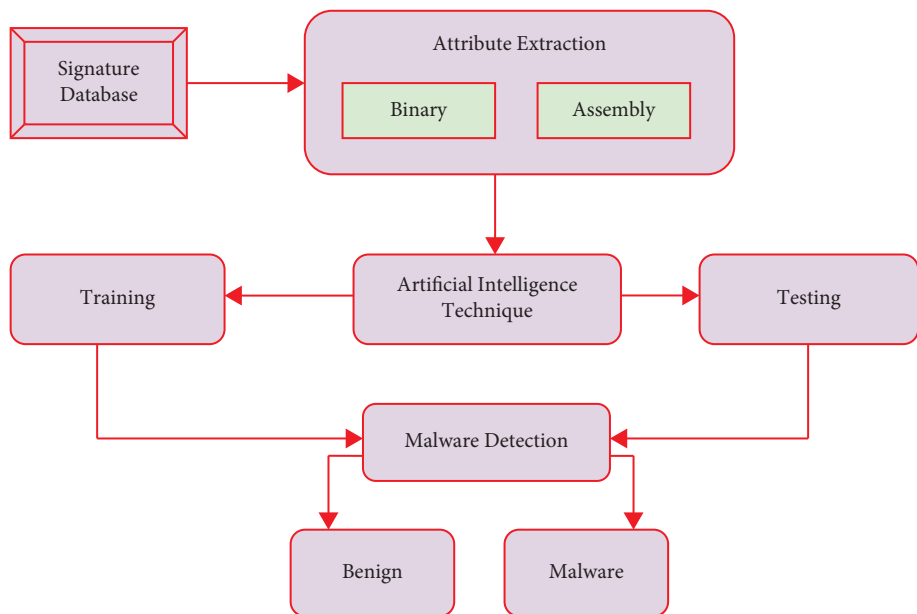 Signature
Database
Attribute Extraction
Binary
Assembly
Training
Artificial Intelligence
Technique
Testing
Malware Detection
Benign
Malware